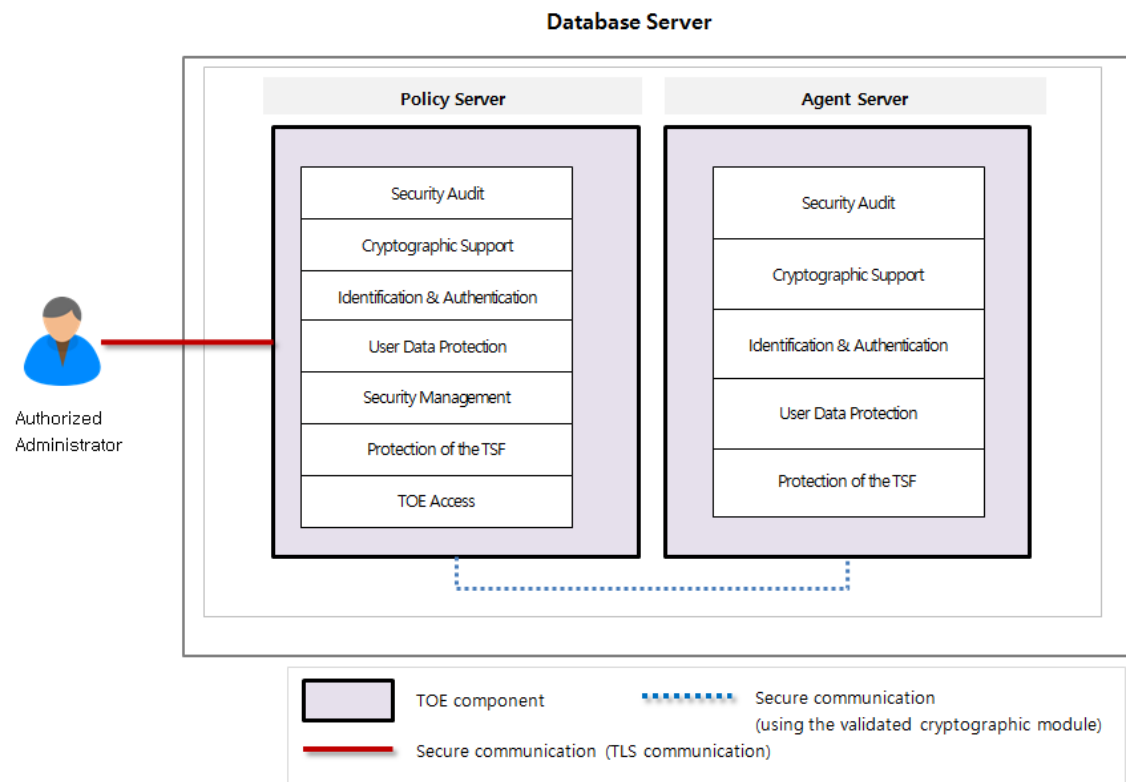 Database Server
Policy Server
Agent Server
Security Audit
Cryptographic Support
Identification & Authentication
User Data Protection
Security Management
Protection of the TSF
TOE Access
Security Audit
Cryptographic Support
Identification & Authentication
User Data Protection
Protection of the TSF
Authorized
Administrator
TOE component
Secure communication
(using the validated cryptographic module)
Secure communication (TLS communication)